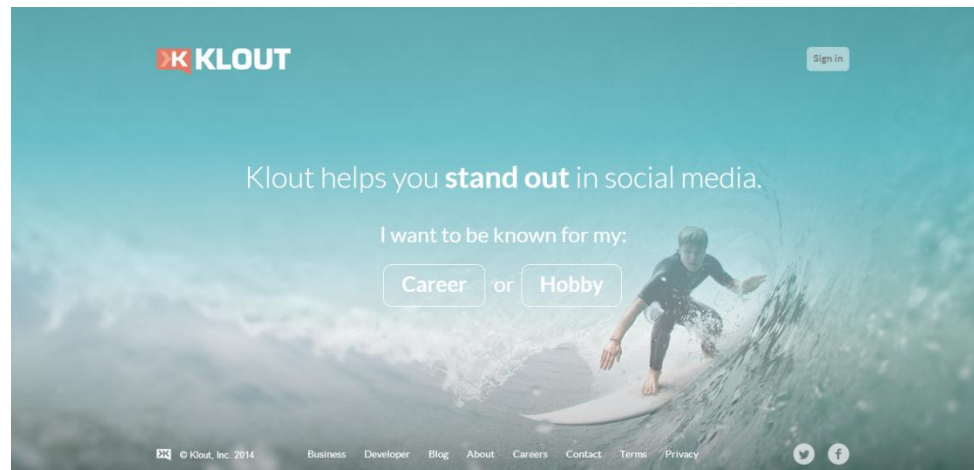 KLOUT
Sign in
Klout helps you stand out in social media.
I want to be known for my:
Career or Hobby
© Klout, Inc. 2014 Business Developer Blog About Careers Contact Terms Privacy